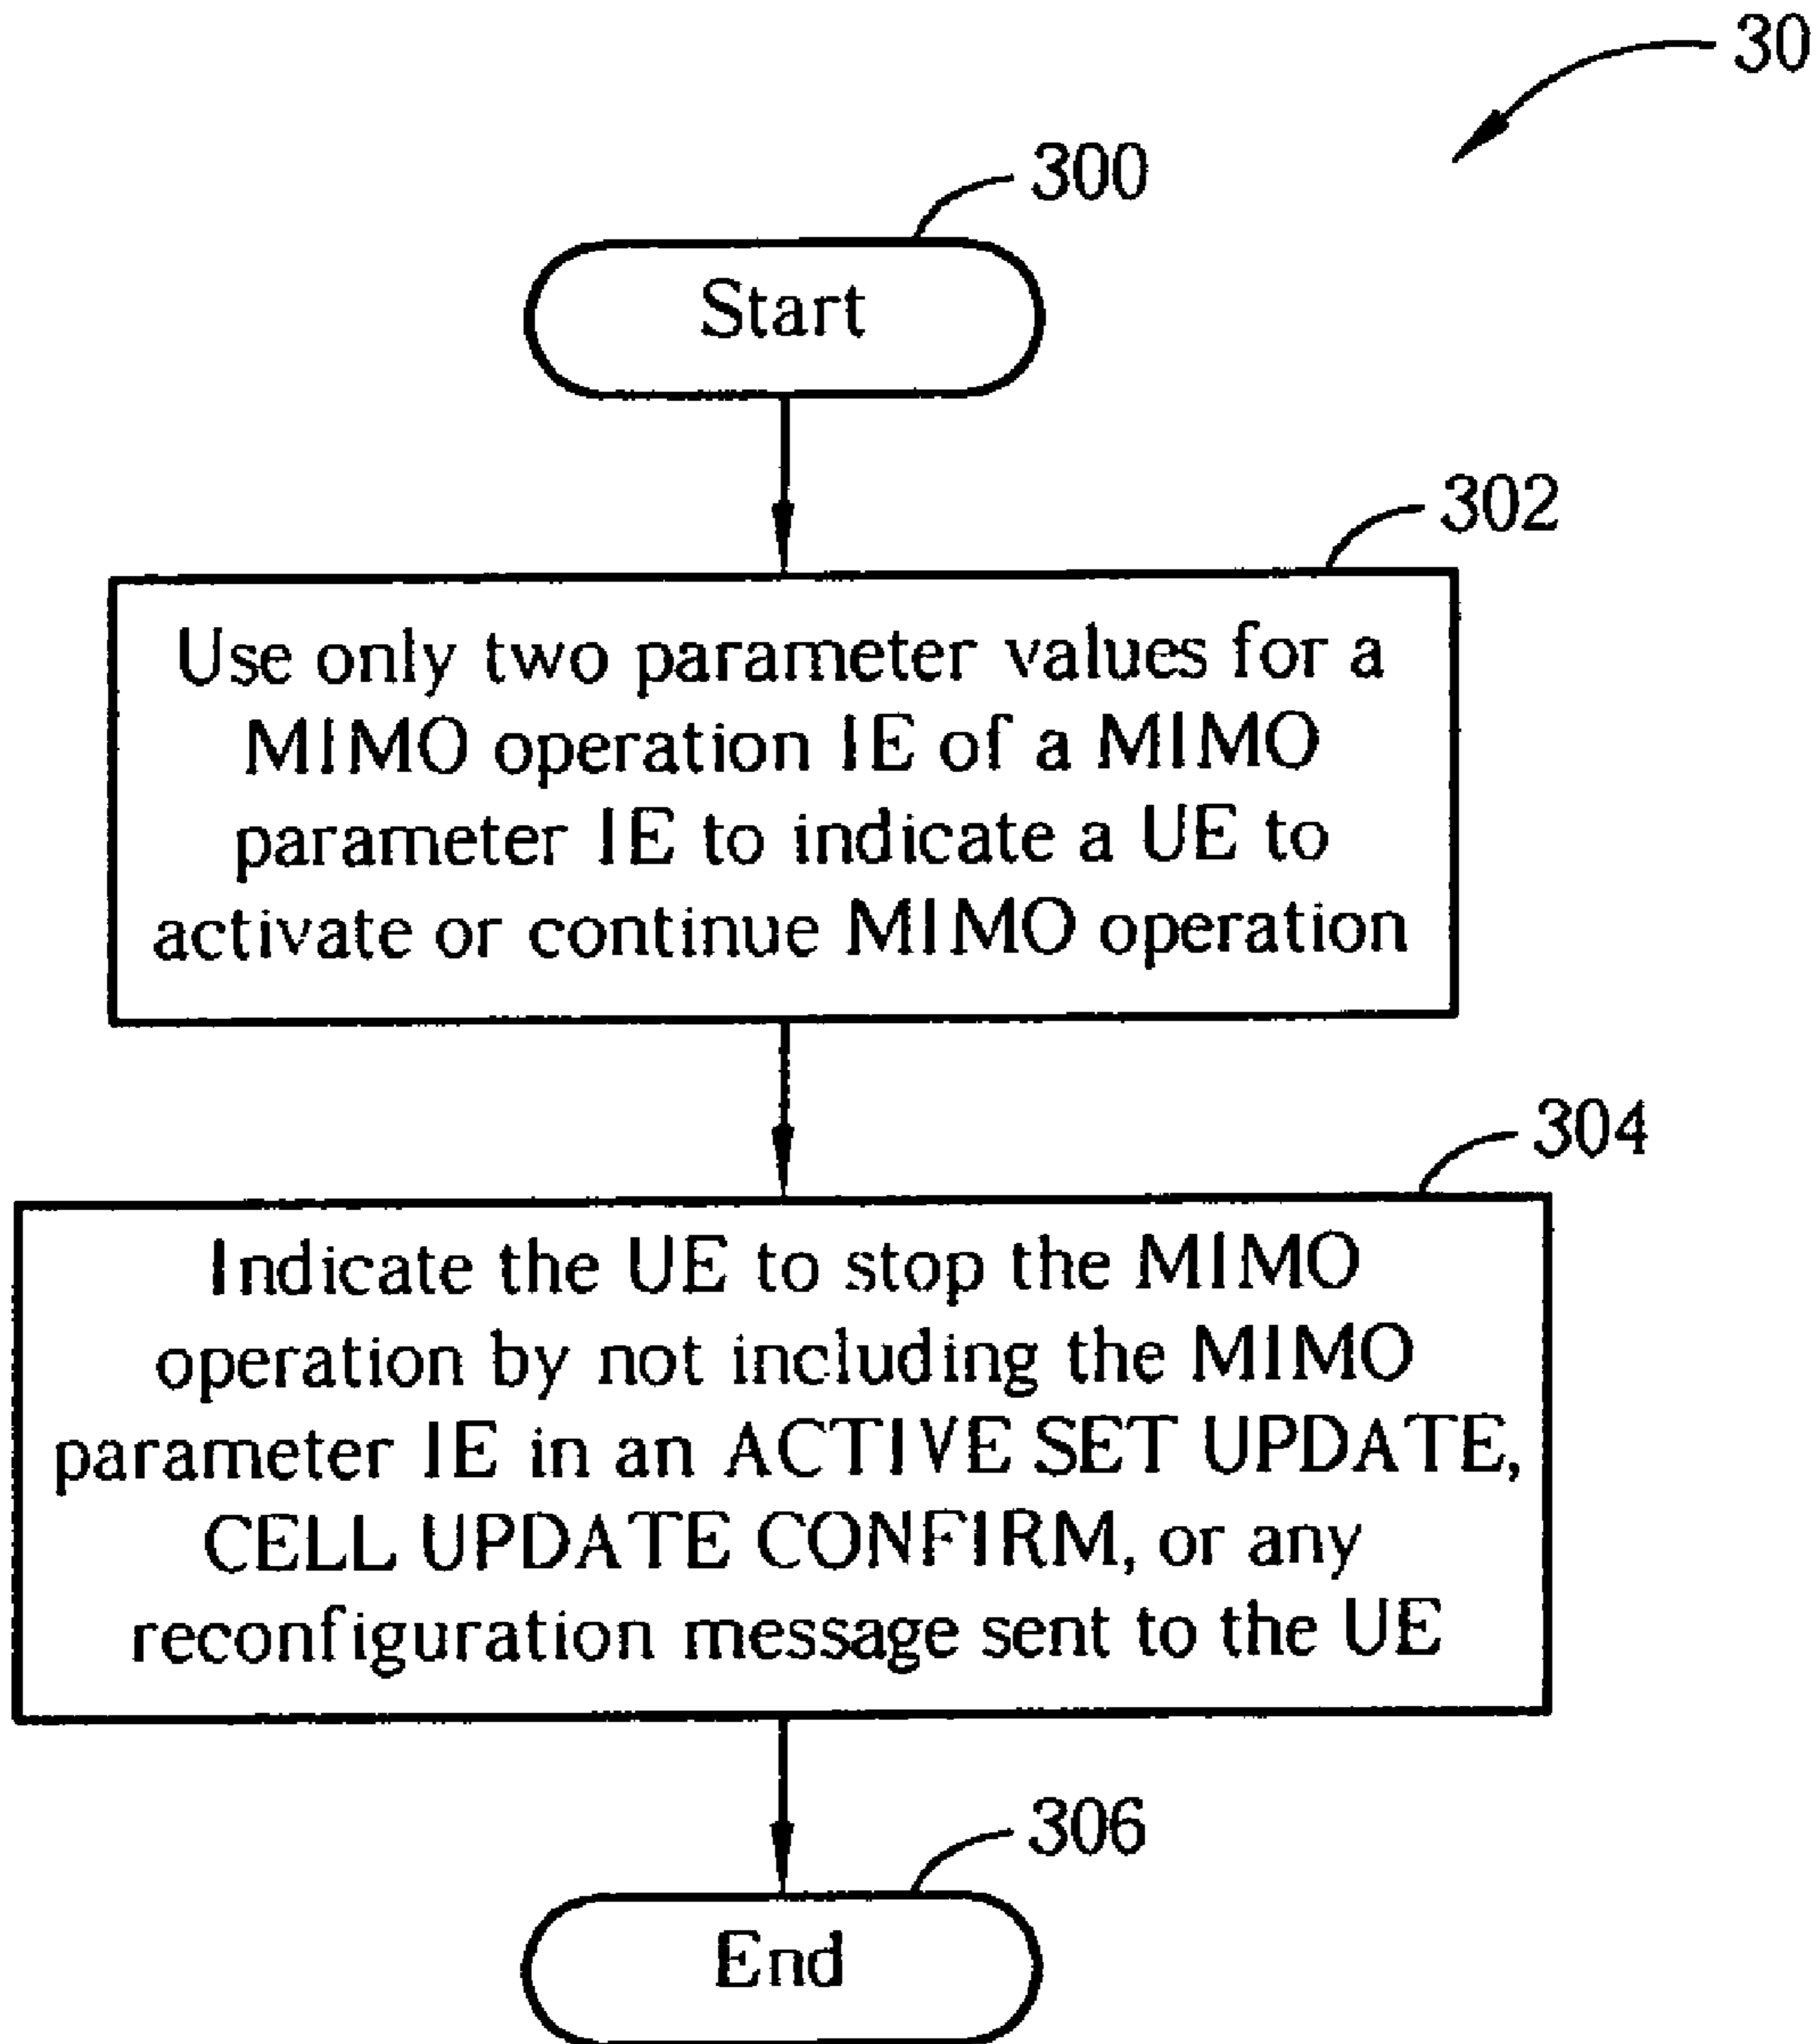 30
300
Start
302
Use only two parameter values for a
MIMO operation IE of a MIMO
parameter IE to indicate a UE to
activate or continue MIMO operation
304
Indicate the UE to stop the MIMO
operation by not including the MIMO
parameter IE in an ACTIVE SET UPDATE,
CELL UPDATE CONFIRM, or any
reconfiguration message sent to the UE
306
End